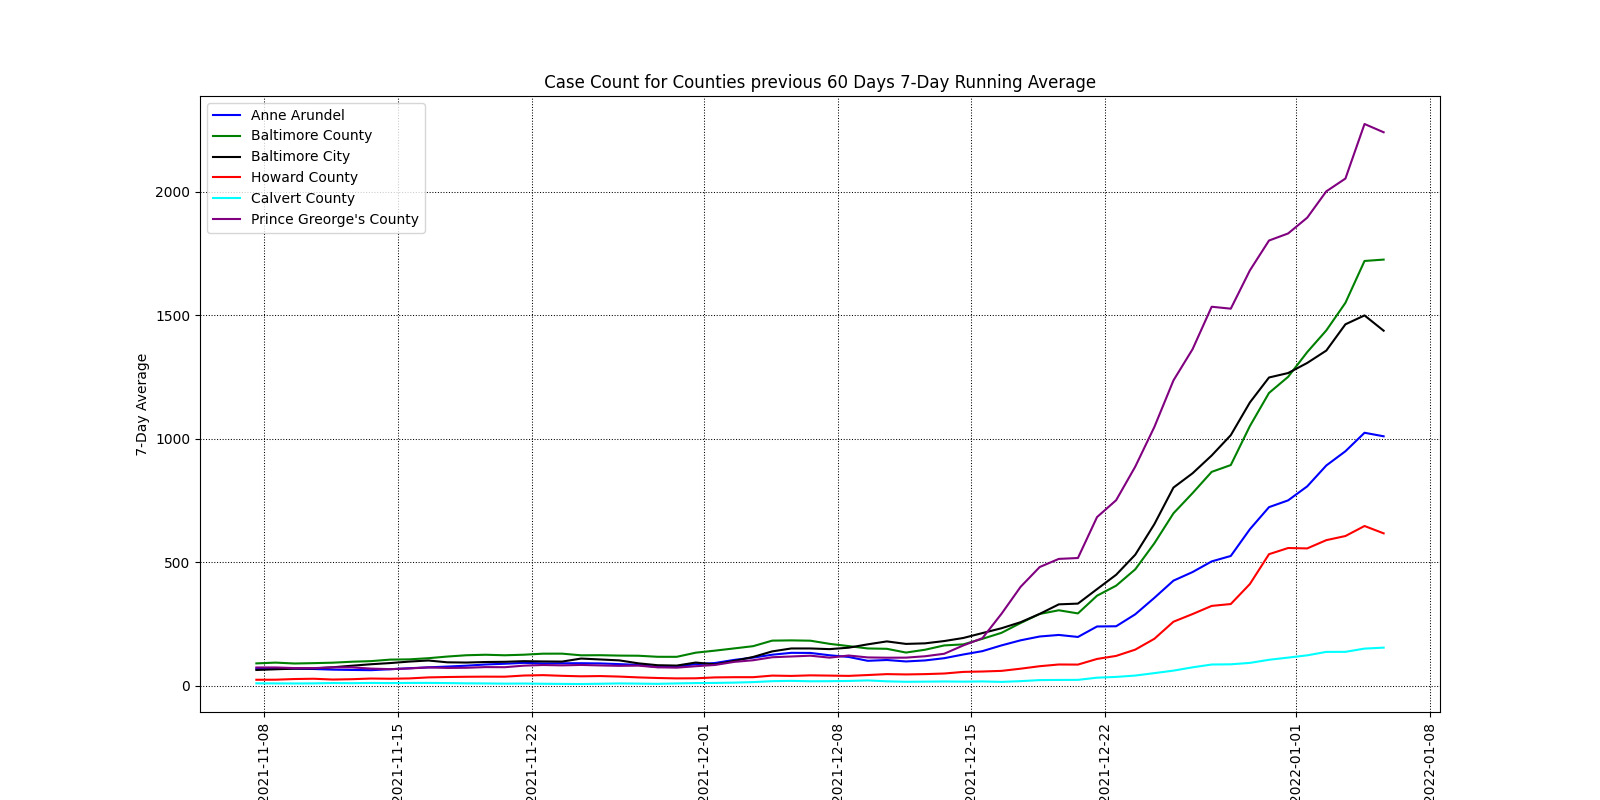 Case Count for Counties previous 60 Days 7-Day Running Average
Anne Arundel
Baltimore County
Baltimore City
Howard County
Calvert County
Prince Greorge's County
7-Day Average
2000
1500
1000
500
0
2021-11-08
2021-11-15
2021-11-22
2021-12-01
2021-12-08
2021-12-15
2021-12-22
2022-01-01
2022-01-08